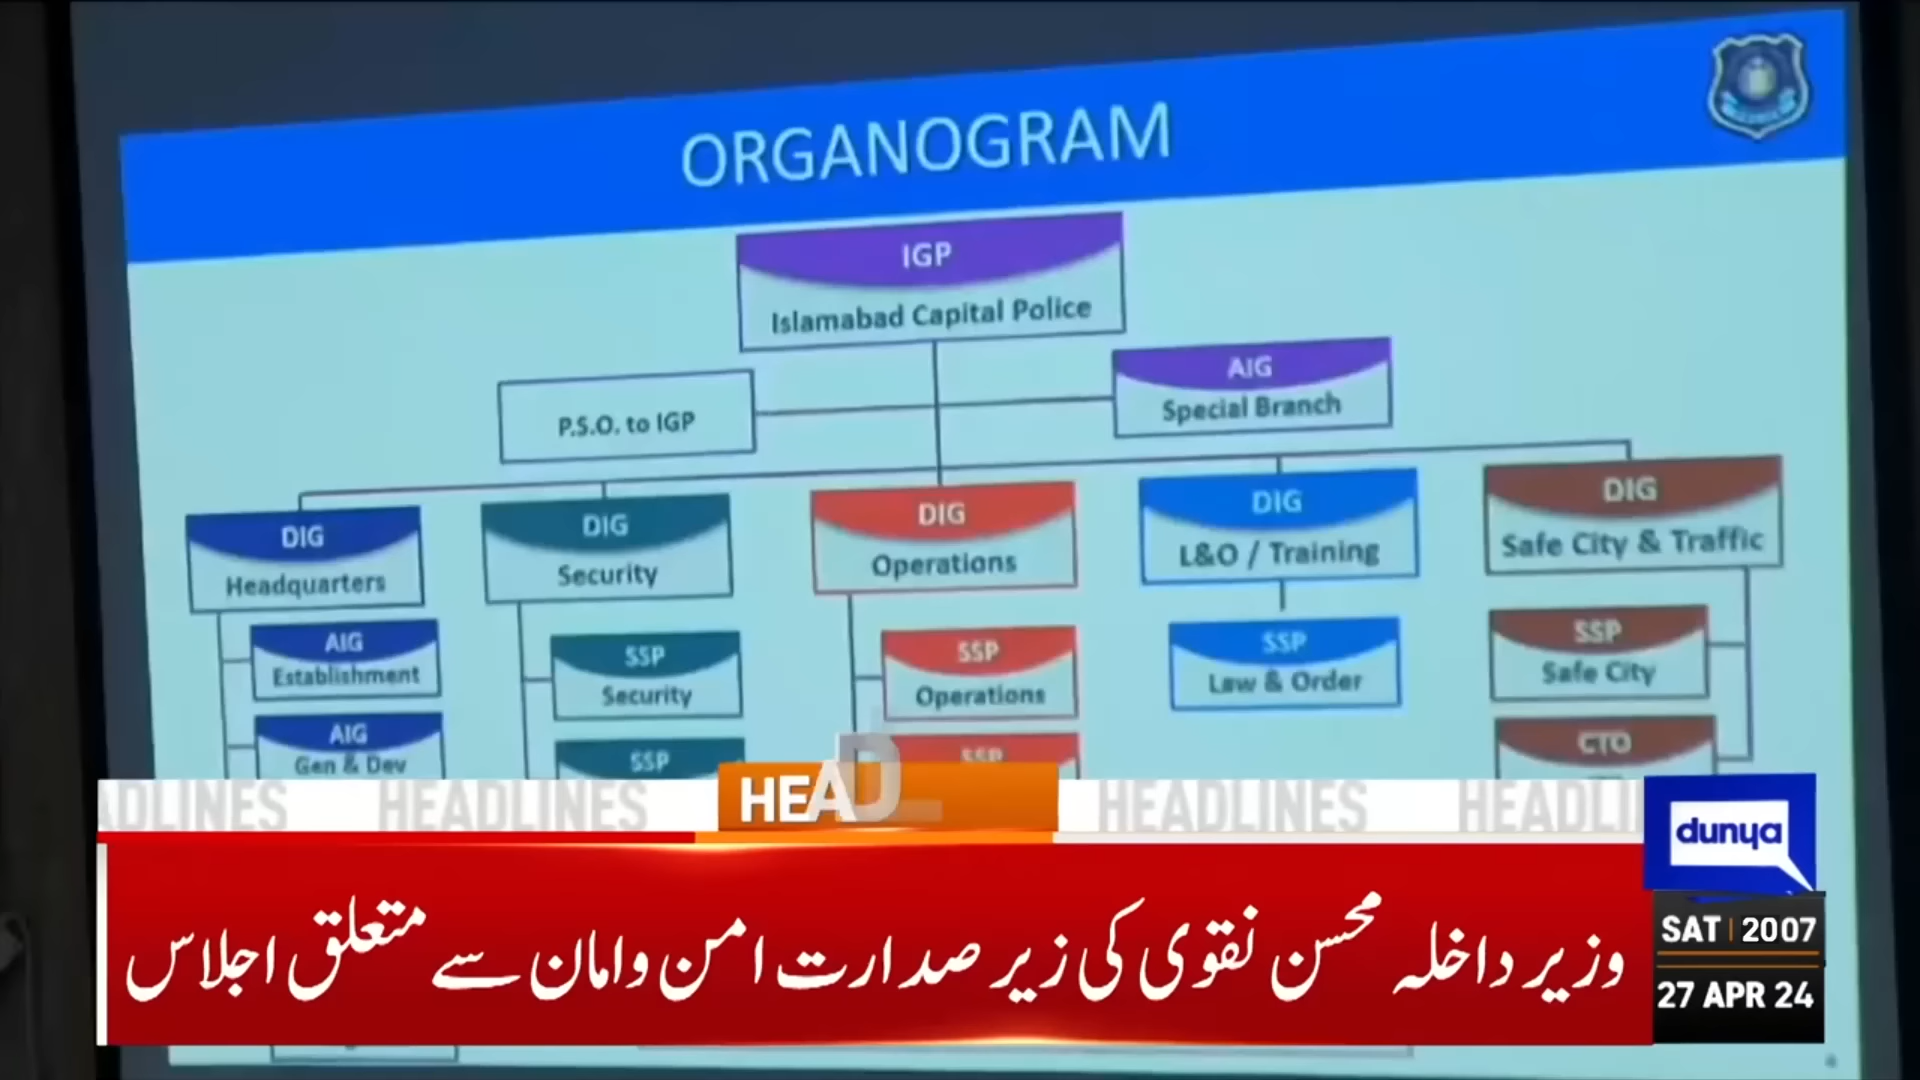 ORGANOGRAM
IGP
Islamabad Capital Police
P.S.O. to IGP
AIG
Special Branch
DIG
Headquarters
DIG
Security
DIG
Operations
DIG
L&O / Training
DIG
Safe City & Traffic
AIG
Establishment
SSP
Security
SSP
Operations
SSP
Law & Order
SSP
Safe City
AIG
Gen & Dev
SSP
SSP
CTO
HEADLINES
HEADLINES
HEAD
HEADLINES
dunya
وزیر داخلہ محسن نقوی کی زیر صدارت امن و امان سے متعلق اجلاس
SAT 2007
27 APR 24